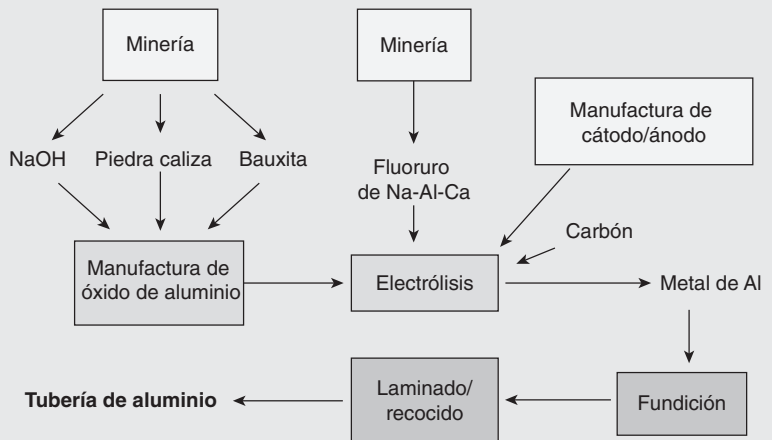 Minería
Minería
Manufactura de
cátodo/ánodo
NaOH
Piedra caliza
Bauxita
Fluoruro
de Na-Al-Ca
Carbón
Manufactura de
óxido de aluminio
Electrólisis
Metal de Al
Tubería de aluminio
Laminado/
recocido
Fundición